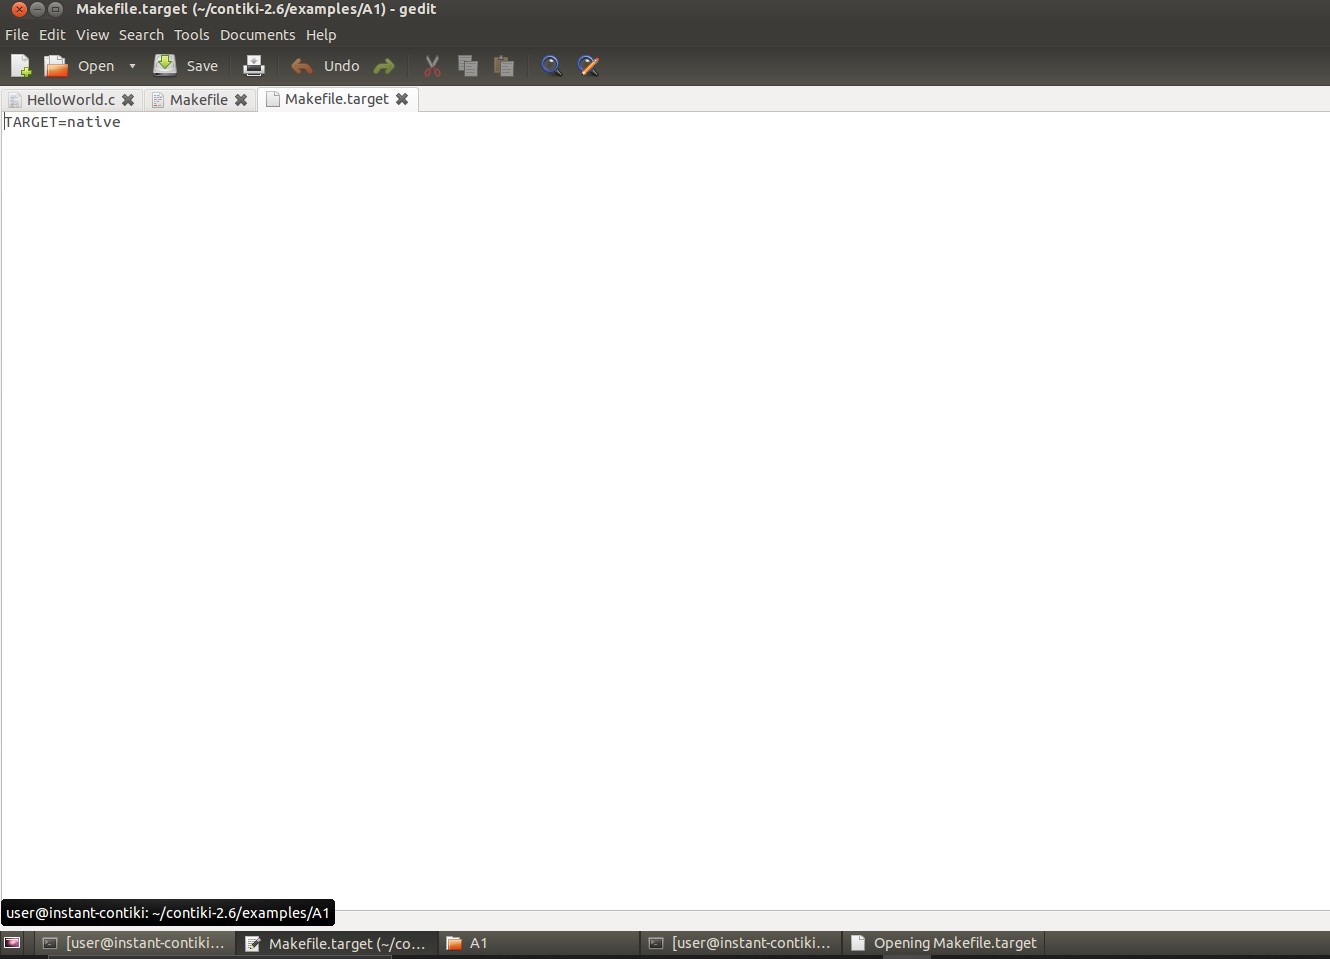 Makefile.target (~/contiki-2.6/examples/A1) - gedit
File Edit View Search Tools Documents Help
Open Save Undo
HelloWorld.c Makefile Makefile.target
TARGET=native
user@instant-contiki: ~/contiki-2.6/examples/A1
[user@instant-contiki... Makefile.target (~/co... A1 [user@instant-contiki... Opening Makefile.target